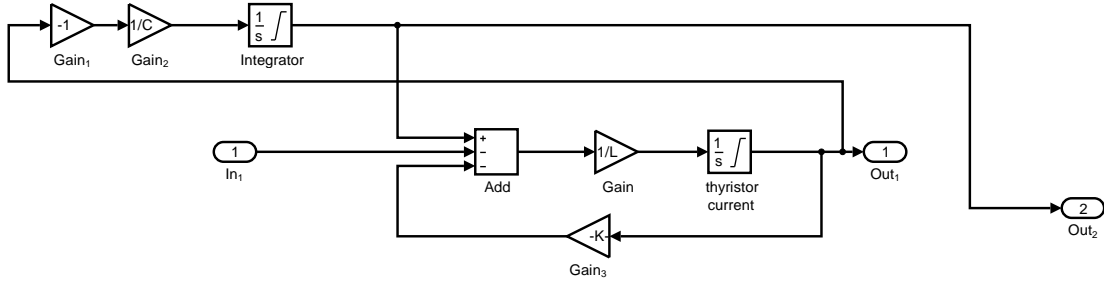 -1
1/C
1
s
Gain₁
Gain₂
Integrator
+
−
−
1
In₁
Add
1/L
Gain
1
s
thyristor
current
1
Out₁
-K-
Gain₃
2
Out₂